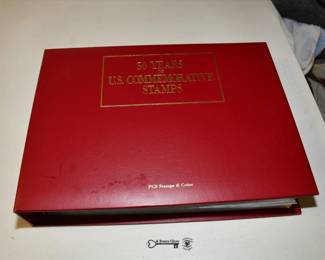 50 YEARS
OF
U.S. COMMEMORATIVE
STAMPS
PCS Stamps & Coins